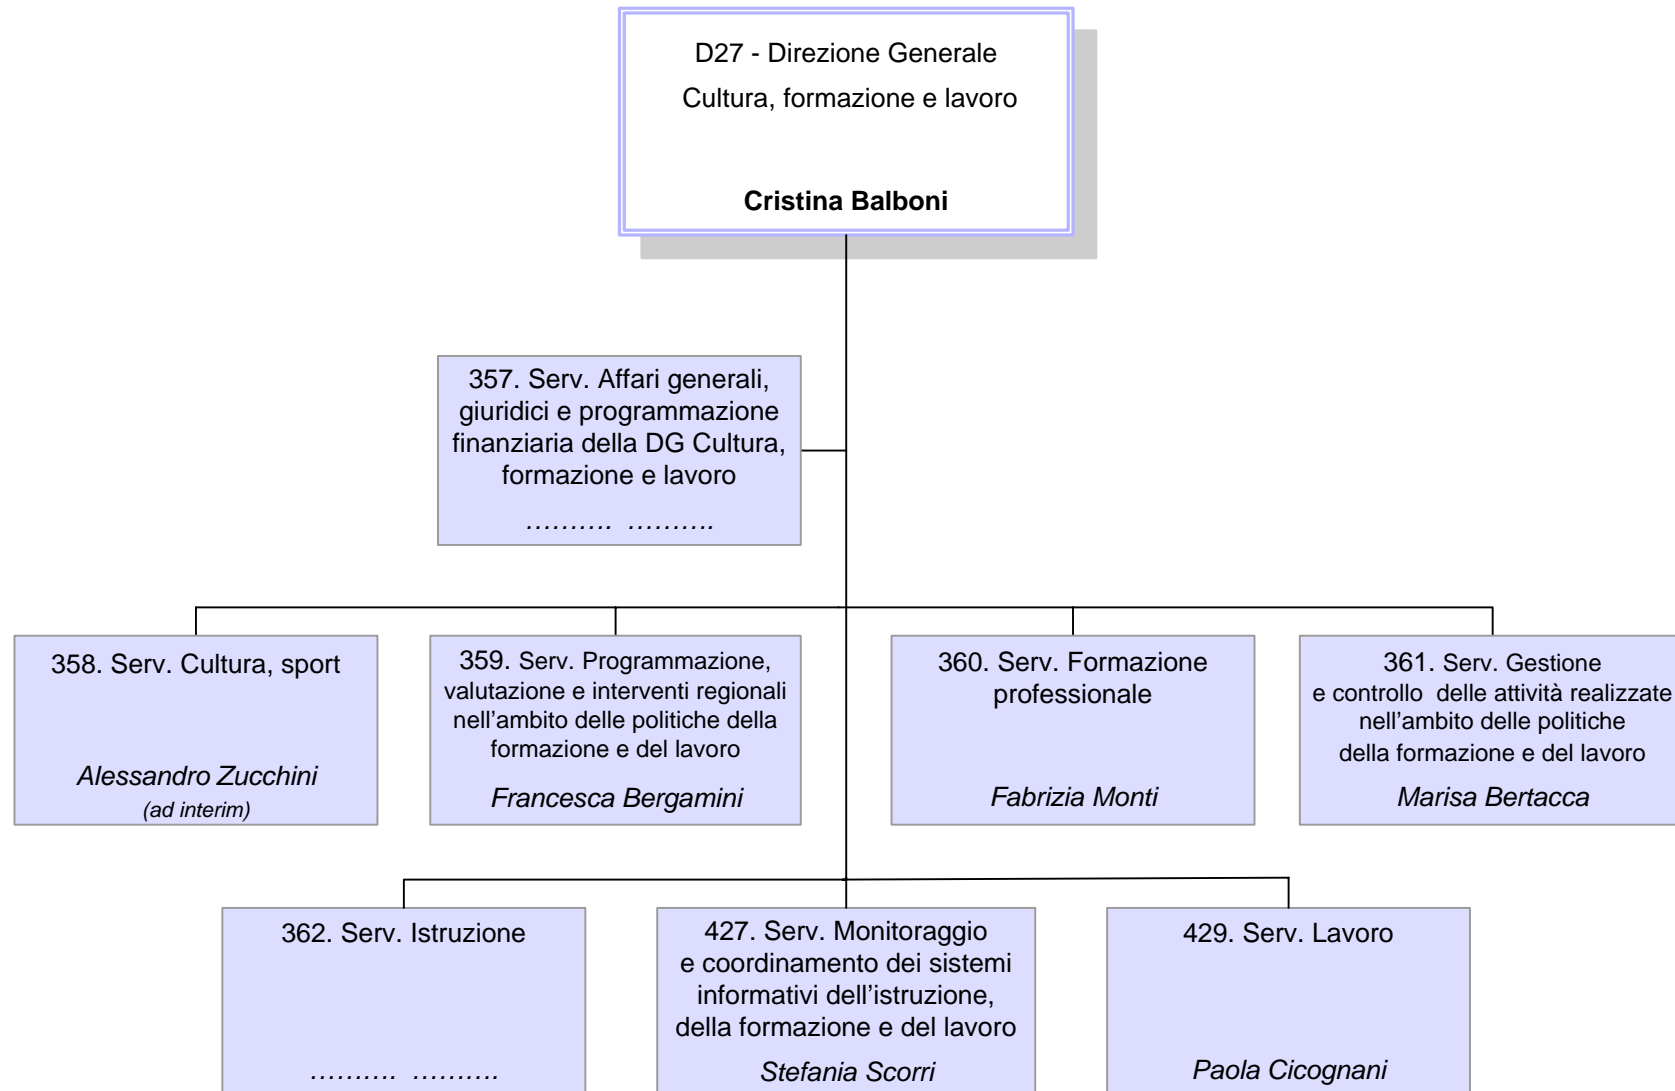 D27 - Direzione Generale
Cultura, formazione e lavoro
Cristina Balboni
357. Serv. Affari generali,
giuridici e programmazione
finanziaria della DG Cultura,
formazione e lavoro
………. ……….
358. Serv. Cultura, sport
Alessandro Zucchini
(ad interim)
359. Serv. Programmazione,
valutazione e interventi regionali
nell’ambito delle politiche della
formazione e del lavoro
Francesca Bergamini
360. Serv. Formazione
professionale
Fabrizia Monti
361. Serv. Gestione
e controllo delle attività realizzate
nell’ambito delle politiche
della formazione e del lavoro
Marisa Bertacca
362. Serv. Istruzione
………. ……….
427. Serv. Monitoraggio
e coordinamento dei sistemi
informativi dell’istruzione,
della formazione e del lavoro
Stefania Scorri
429. Serv. Lavoro
Paola Cicognani